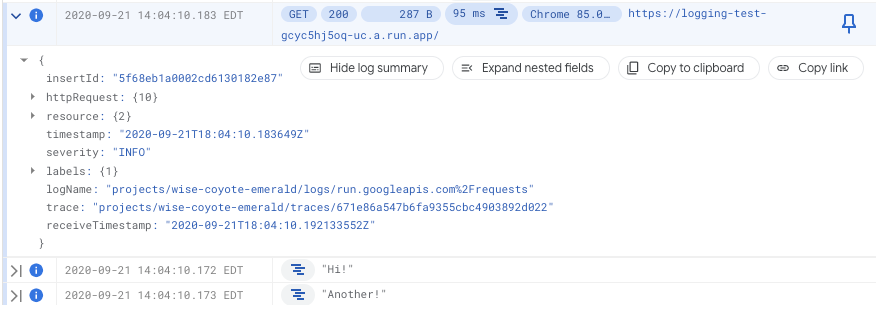 2020-09-21 14:04:10.183 EDT GET 200 287 B 95 ms Chrome 85.0… https://logging-test-
gcyc5hj5oq-uc.a.run.app/
{
Hide log summary Expand nested fields Copy to clipboard Copy link
insertId: "5f68eb1a0002cd6130182e87"
httpRequest: {10}
resource: {2}
timestamp: "2020-09-21T18:04:10.183649Z"
severity: "INFO"
labels: {1}
logName: "projects/wise-coyote-emerald/logs/run.googleapis.com%2Frequests"
trace: "projects/wise-coyote-emerald/traces/671e86a547b6fa9355cbc4903892d022"
receiveTimestamp: "2020-09-21T18:04:10.192133552Z"
}
2020-09-21 14:04:10.172 EDT "Hi!"
2020-09-21 14:04:10.173 EDT "Another!"